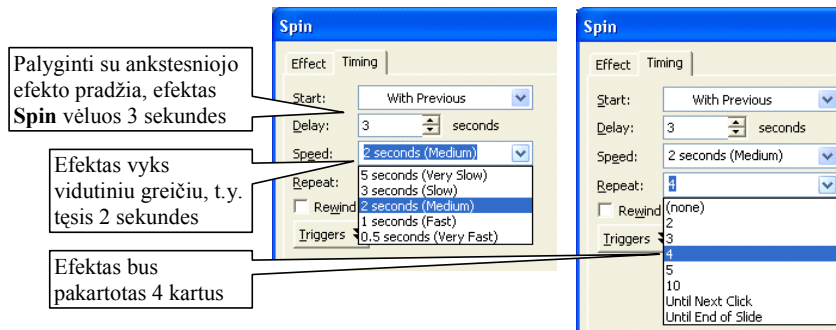 Palyginti su ankstesniojo
efekto pradžia, efektas
Spin vėluos 3 sekundes
Efektas vyks
vidutiniu greičiu, t.y.
tęsis 2 sekundes
Efektas bus
pakartotas 4 kartus
Spin
Effect Timing
Start: With Previous
Delay: 3 seconds
Speed: 2 seconds (Medium)
Repeat:
5 seconds (Very Slow)
3 seconds (Slow)
2 seconds (Medium)
1 seconds (Fast)
0.5 seconds (Very Fast)
Rewind
Triggers
Spin
Effect Timing
Start: With Previous
Delay: 3 seconds
Speed: 2 seconds (Medium)
Repeat: 4
Rewind
Triggers
(none)
2
3
4
5
10
Until Next Click
Until End of Slide